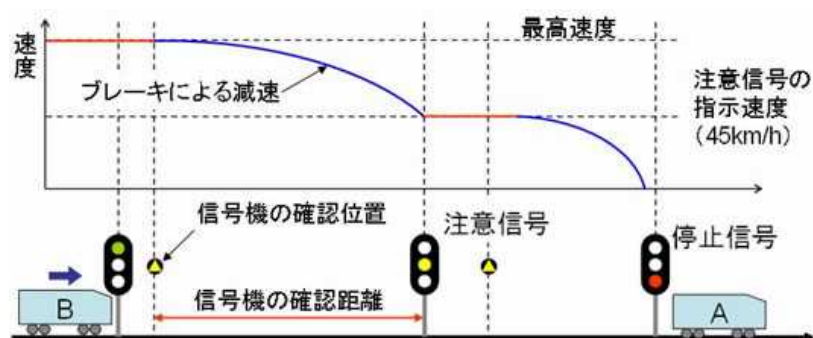 最高速度
速度
ブレーキによる減速
注意信号の
指示速度
(45km/h)
信号機の確認位置
注意信号
停止信号
B
信号機の確認距離
A